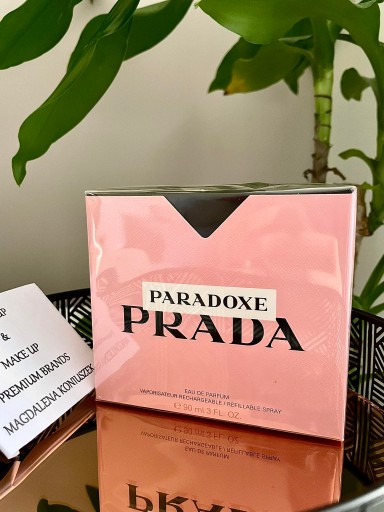 PARADOXE
PRADA
EAU DE PARFUM
VAPORISATEUR RECHARGEABLE / REFILLABLE SPRAY
℮ 90 ml 3 FL. OZ.
&
MAKE UP
PREMIUM BRANDS
MAGDALENA KONIUSZEK